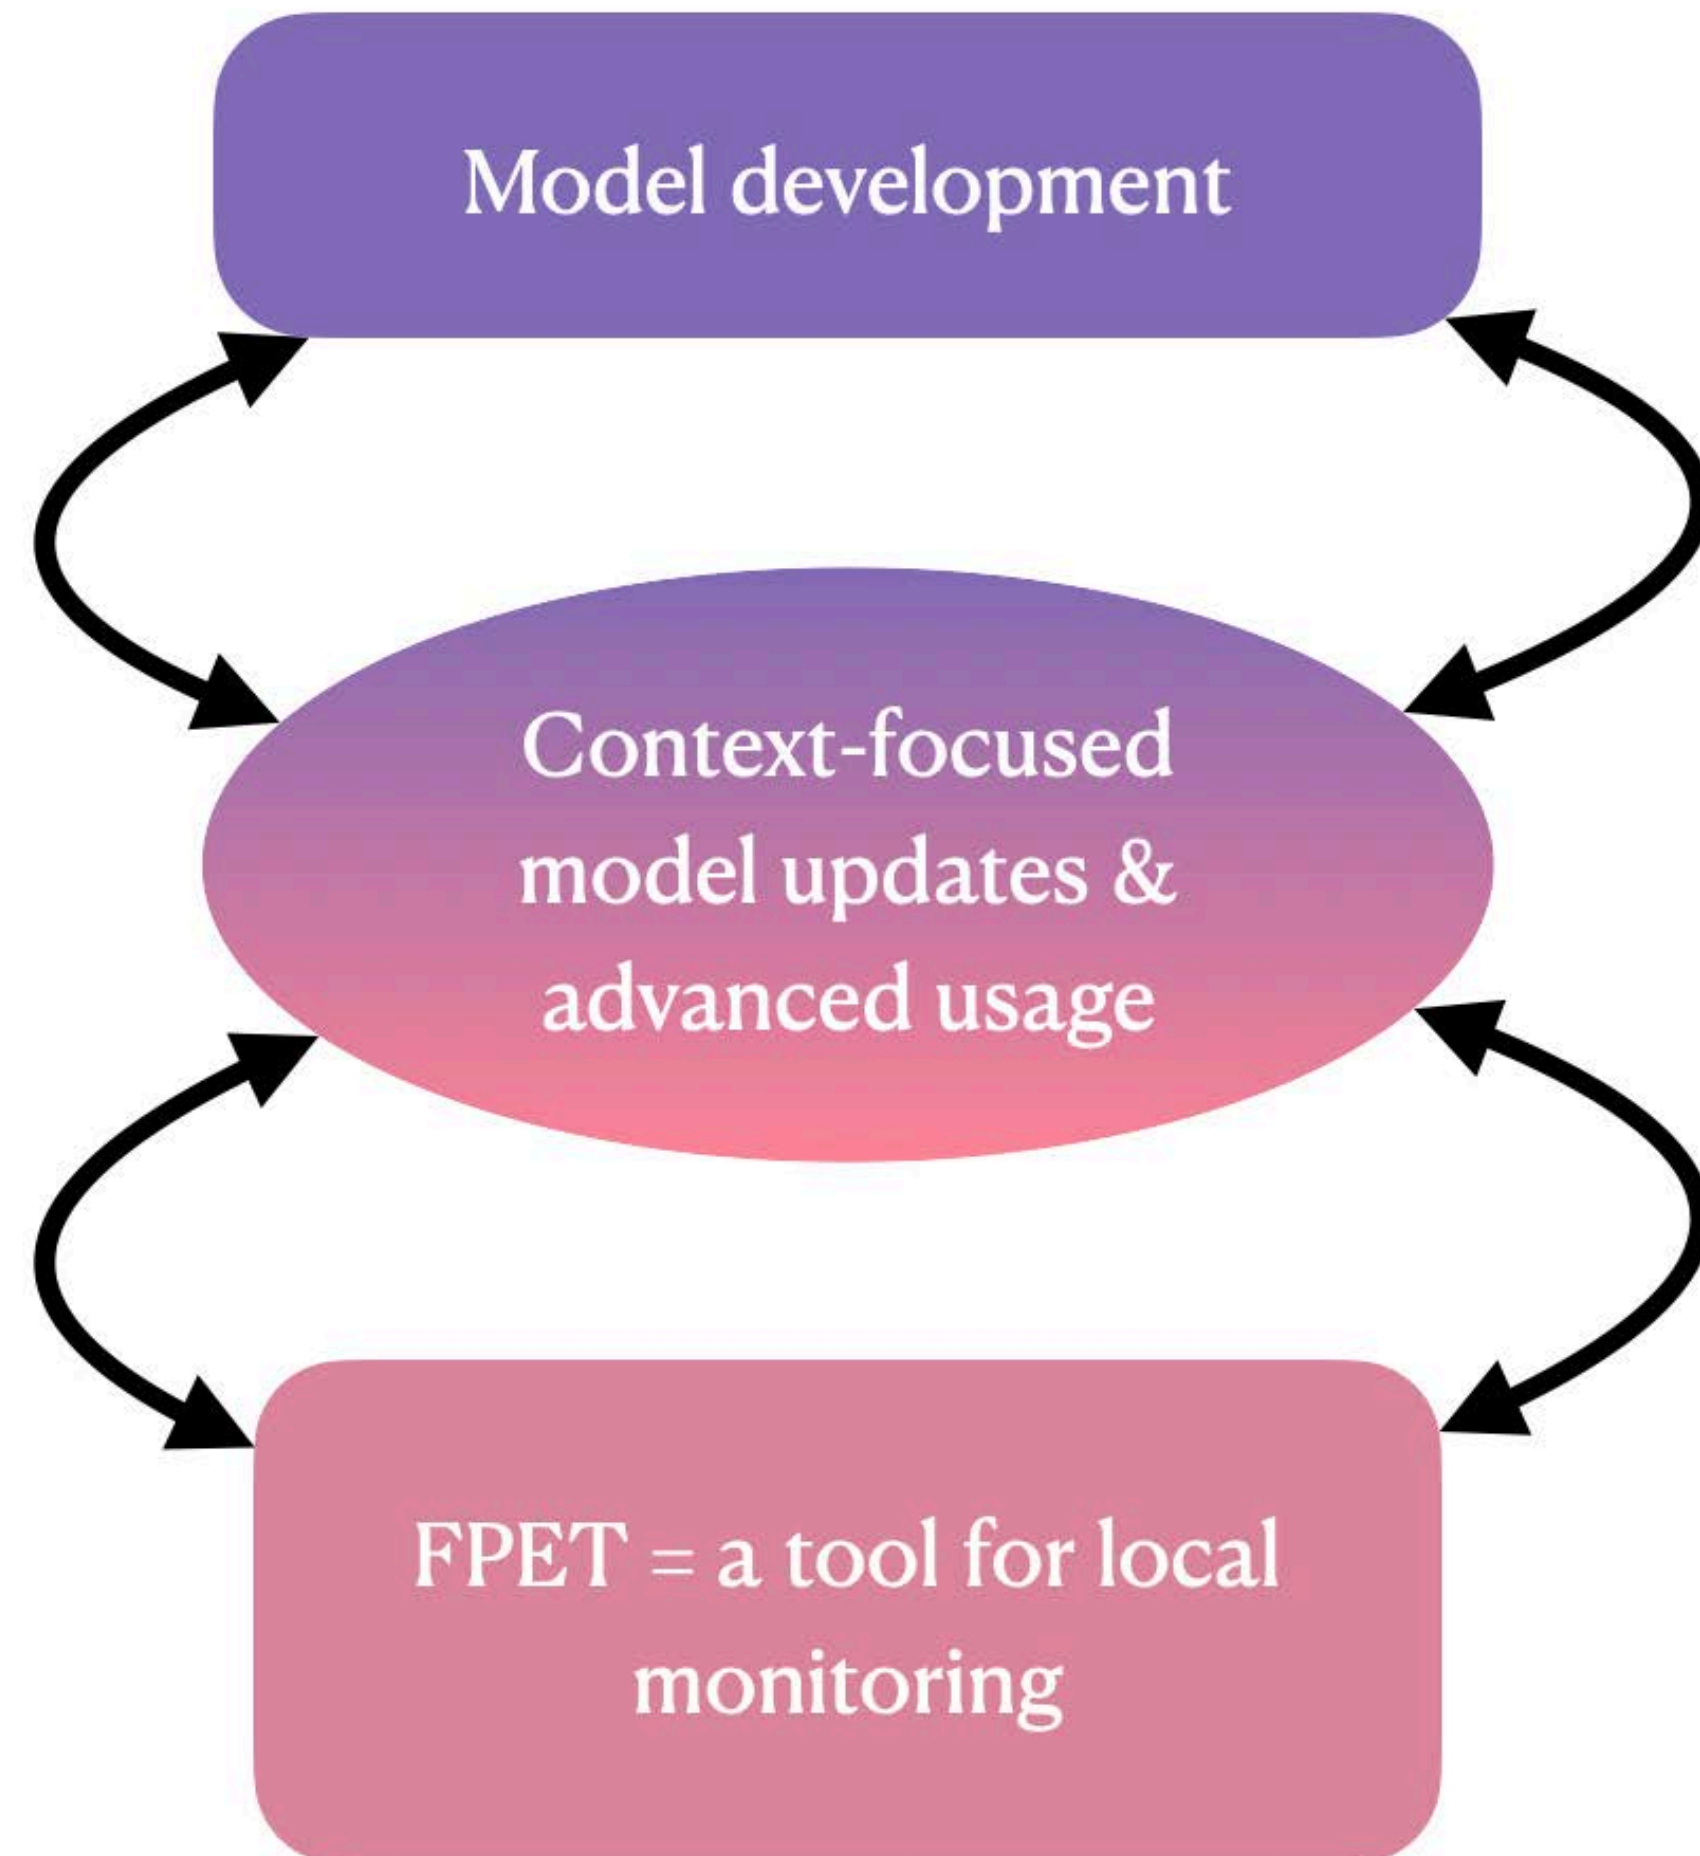 Model development
Context-focused
model updates &
advanced usage
FPET = a tool for local
monitoring